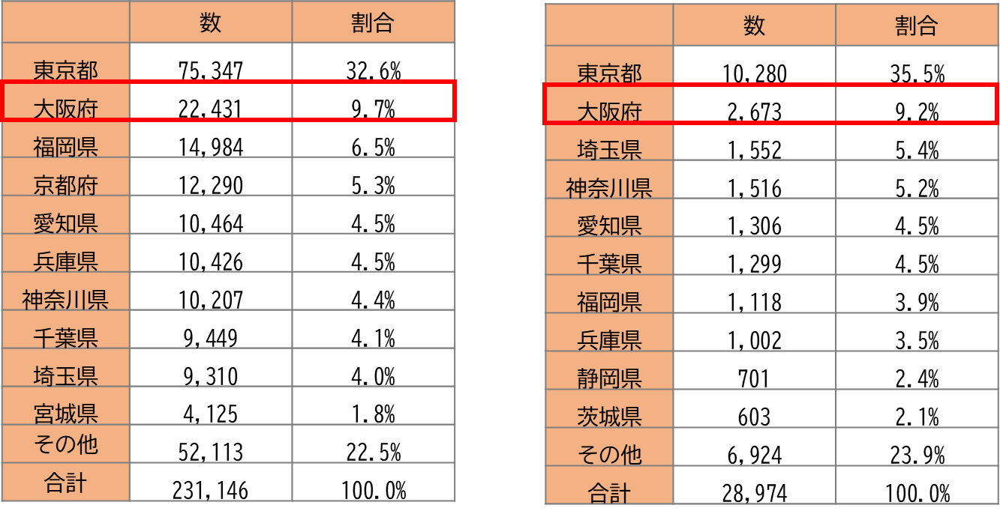 数 割合
東京都 75,347 32.6%
大阪府 22,431 9.7%
福岡県 14,984 6.5%
京都府 12,290 5.3%
愛知県 10,464 4.5%
兵庫県 10,426 4.5%
神奈川県 10,207 4.4%
千葉県 9,449 4.1%
埼玉県 9,310 4.0%
宮城県 4,125 1.8%
その他 52,113 22.5%
合計 231,146 100.0%
数 割合
東京都 10,280 35.5%
大阪府 2,673 9.2%
埼玉県 1,552 5.4%
神奈川県 1,516 5.2%
愛知県 1,306 4.5%
千葉県 1,299 4.5%
福岡県 1,118 3.9%
兵庫県 1,002 3.5%
静岡県 701 2.4%
茨城県 603 2.1%
その他 6,924 23.9%
合計 28,974 100.0%